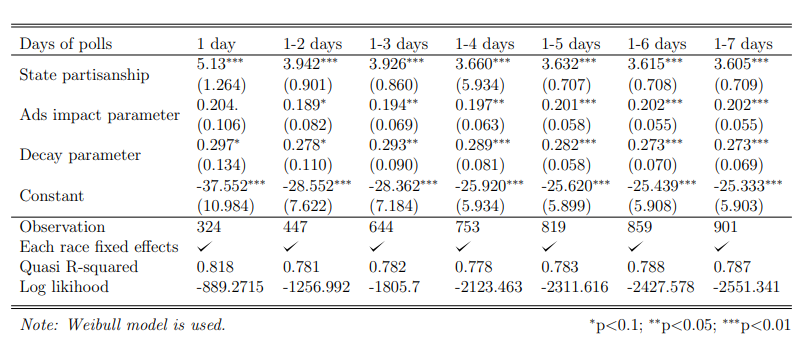 Days of polls 1 day 1-2 days 1-3 days 1-4 days 1-5 days 1-6 days 1-7 days
State partisanship 5.13*** 3.942*** 3.926*** 3.660*** 3.632*** 3.615*** 3.605***
(1.264) (0.901) (0.860) (5.934) (0.707) (0.708) (0.709)
Ads impact parameter 0.204. 0.189* 0.194** 0.197** 0.201*** 0.202*** 0.202***
(0.106) (0.082) (0.069) (0.063) (0.058) (0.055) (0.055)
Decay parameter 0.297* 0.278* 0.293** 0.289*** 0.282*** 0.273*** 0.273***
(0.134) (0.110) (0.090) (0.081) (0.058) (0.070) (0.069)
Constant -37.552*** -28.552*** -28.362*** -25.920*** -25.620*** -25.439*** -25.333***
(10.984) (7.622) (7.184) (5.934) (5.899) (5.908) (5.903)
Observation 324 447 644 753 819 859 901
Each race fixed effects ✓ ✓ ✓ ✓ ✓ ✓ ✓
Quasi R-squared 0.818 0.781 0.782 0.778 0.783 0.788 0.787
Log likihood -889.2715 -1256.992 -1805.7 -2123.463 -2311.616 -2427.578 -2551.341
Note: Weibull model is used. *p<0.1; **p<0.05; ***p<0.01